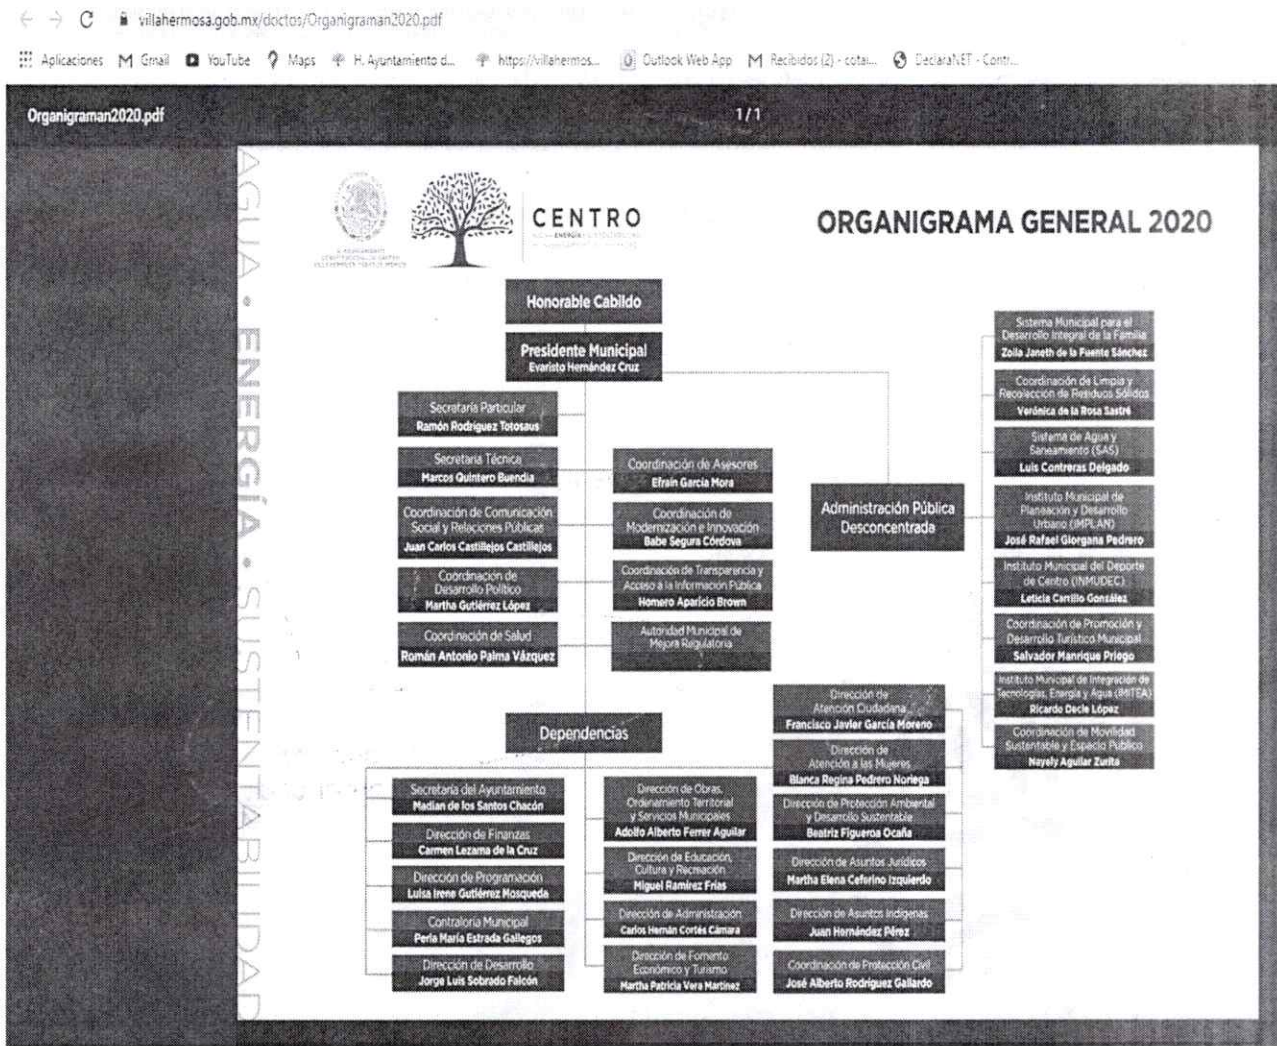 villahermosa.gob.mx/doctos/Organigraman2020.pdf
Aplicaciones Gmail YouTube Maps H. Ayuntamiento d... https://villahermos... Outlook Web App Recibidos (2) - cotai... DeclaraNET - Contr...
Organigraman2020.pdf
1/1
AGUA • ENERGÍA • SUSTENTABILIDAD
CENTRO
ORGANIGRAMA GENERAL 2020
Honorable Cabildo
Presidente Municipal
Evaristo Hernández Cruz
Secretaría Particular
Ramón Rodríguez Totosaus
Secretaria Técnica
Marcos Quintero Buendía
Coordinación de Comunicación
Social y Relaciones Públicas
Juan Carlos Castillejos Castillejos
Coordinación de
Desarrollo Político
Martha Gutiérrez López
Coordinación de Salud
Román Antonio Palma Vázquez
Coordinación de Asesores
Efraín García Mora
Coordinación de
Modernización e Innovación
Babe Segura Córdova
Coordinación de Transparencia y
Acceso a la Información Pública
Homero Aparicio Brown
Autoridad Municipal de
Mejora Regulatoria
Administración Pública
Desconcentrada
Sistema Municipal para el
Desarrollo Integral de la Familia
Zoila Janeth de la Fuente Sánchez
Coordinación de Limpia y
Recolección de Residuos Sólidos
Verónica de la Rosa Sastré
Sistema de Agua y
Saneamiento (SAS)
Luis Contreras Delgado
Instituto Municipal de
Planeación y Desarrollo
Urbano (IMPLAN)
José Rafael Giorgana Pedrero
Instituto Municipal del Deporte
de Centro (INMUDEC)
Leticia Carrillo González
Coordinación de Promoción y
Desarrollo Turístico Municipal
Salvador Manrique Priego
Instituto Municipal de Integración de
Tecnologías, Energía y Agua (IMITEA)
Ricardo Decle López
Coordinación de Movilidad
Sustentable y Espacio Público
Nayely Aguilar Zurita
Dependencias
Secretaria del Ayuntamiento
Madian de los Santos Chacón
Dirección de Finanzas
Carmen Lezama de la Cruz
Dirección de Programación
Luisa Irene Gutiérrez Mosqueda
Contraloría Municipal
Perla María Estrada Gallegos
Dirección de Desarrollo
Jorge Luis Sobrado Falcón
Dirección de Obras,
Ordenamiento Territorial
y Servicios Municipales
Adolfo Alberto Ferrer Aguilar
Dirección de Educación,
Cultura y Recreación
Miguel Ramírez Frías
Dirección de Administración
Carlos Hernán Cortés Cámara
Dirección de Fomento
Económico y Turismo
Martha Patricia Vera Martínez
Dirección de
Atención Ciudadana
Francisco Javier García Moreno
Dirección de
Atención a las Mujeres
Blanca Regina Pedrero Noriega
Dirección de Protección Ambiental
y Desarrollo Sustentable
Beatriz Figueroa Ocaña
Dirección de Asuntos Jurídicos
Martha Elena Ceferino Izquierdo
Dirección de Asuntos Indígenas
Juan Hernández Pérez
Coordinación de Protección Civil
José Alberto Rodríguez Gallardo